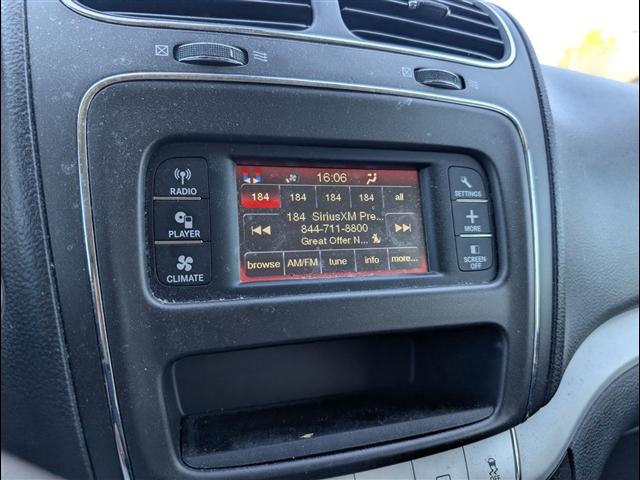 RADIO
PLAYER
CLIMATE
16:06
184 184 184 184 all
184 SiriusXM Pre...
844-711-8800
Great Offer N...
browse AM/FM tune info more...
SETTINGS
MORE
SCREEN
OFF